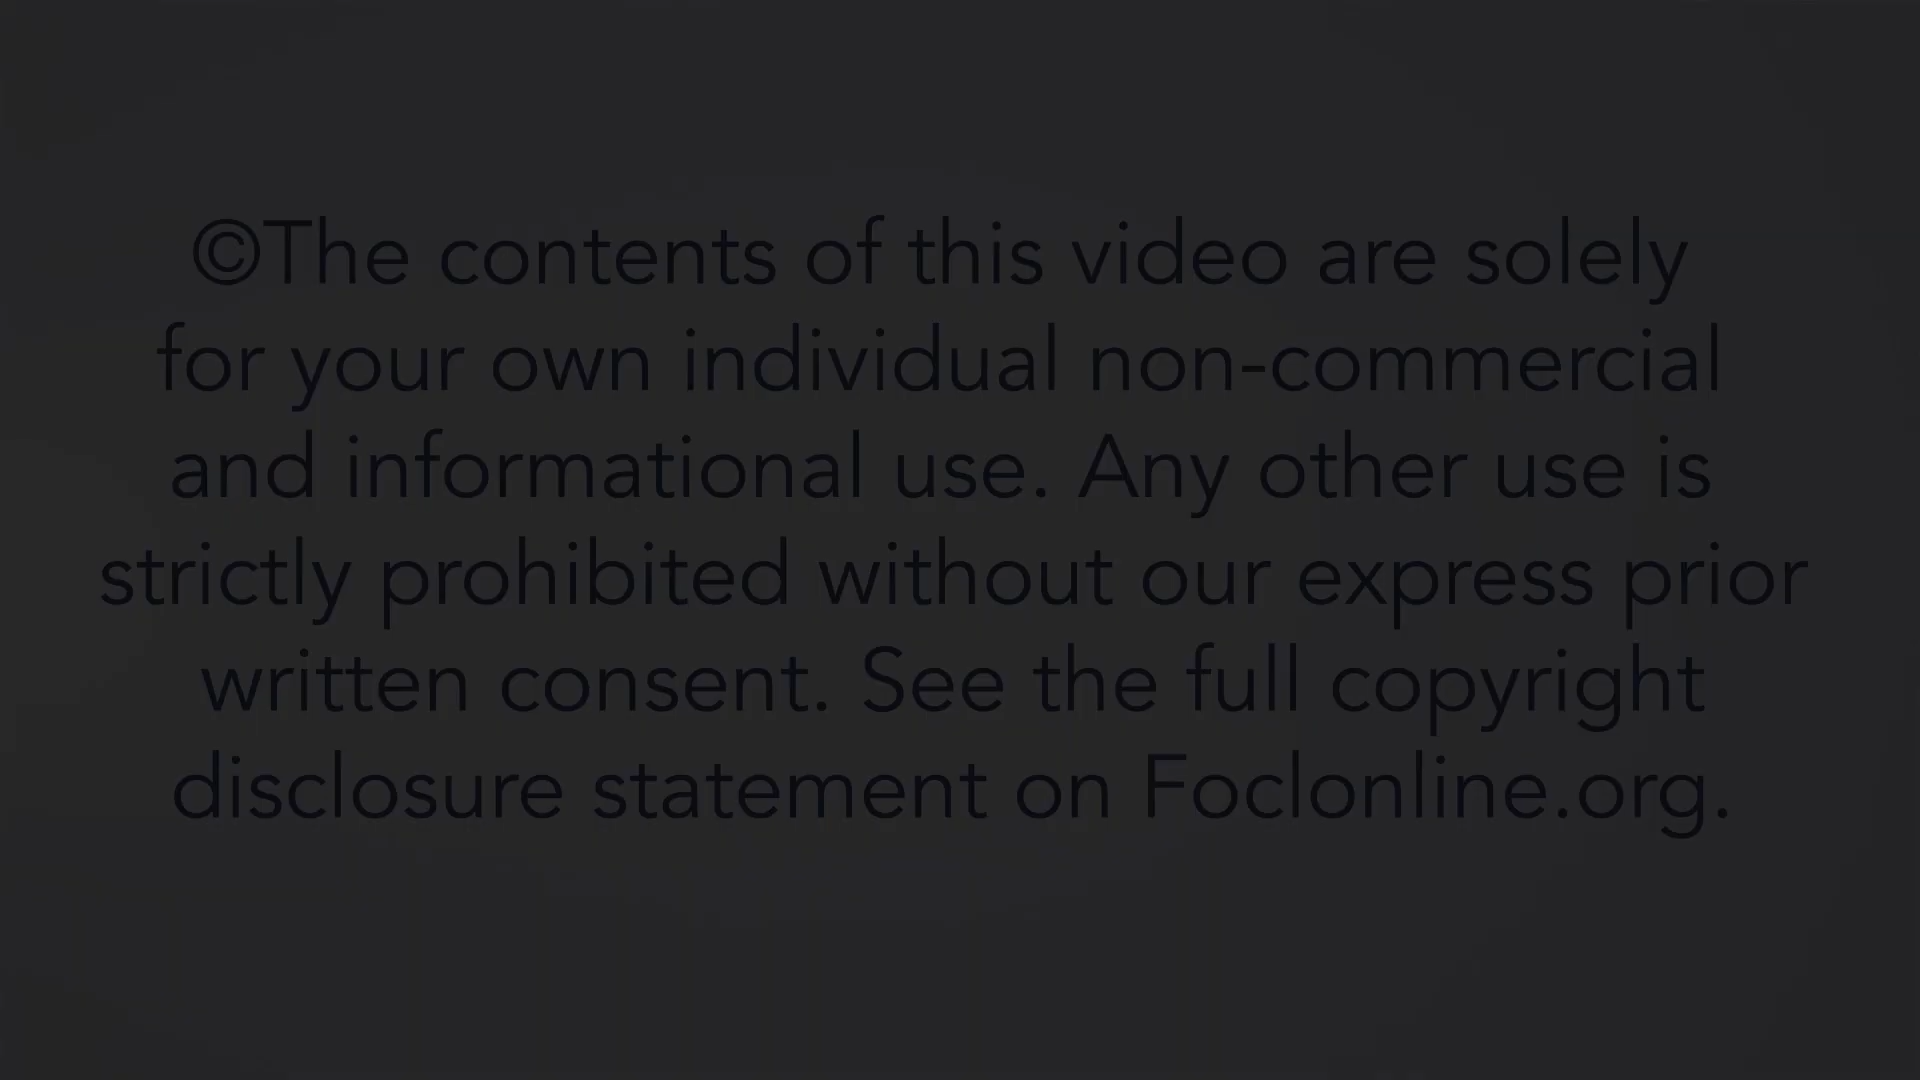 ©The contents of this video are solely
for your own individual non-commercial
and informational use. Any other use is
strictly prohibited without our express prior
written consent. See the full copyright
disclosure statement on Foclonline.org.